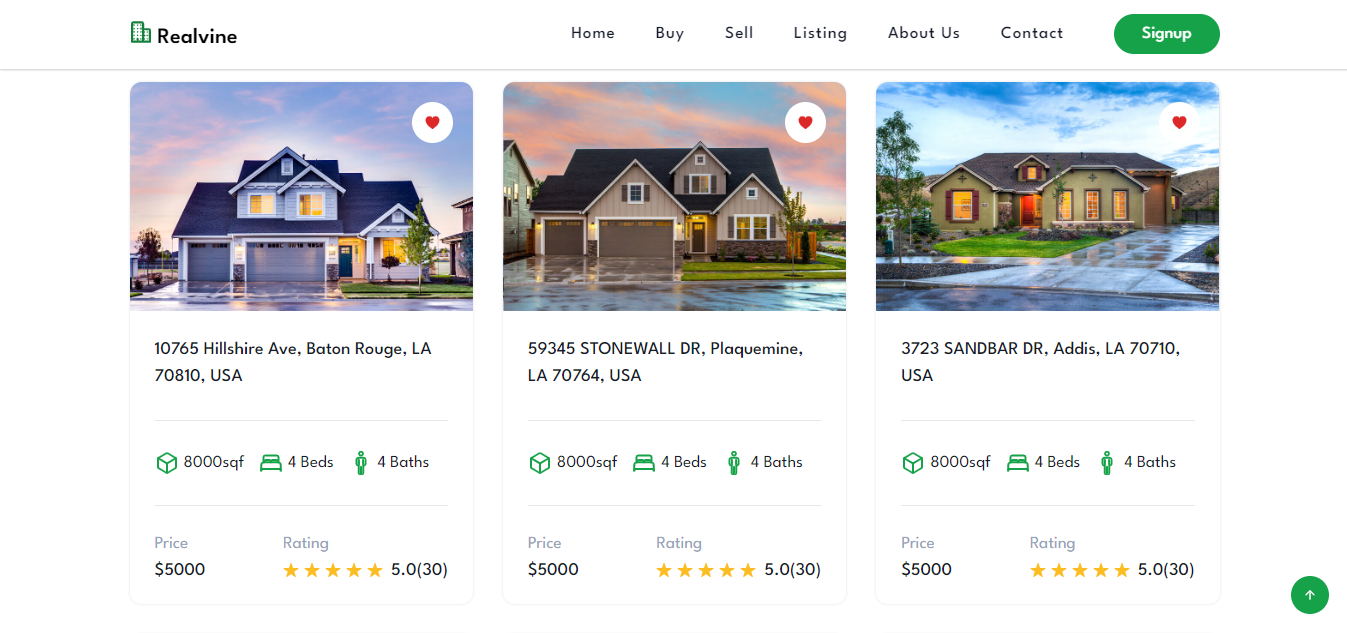 Realvine
Home Buy Sell Listing About Us Contact Signup
10765 Hillshire Ave, Baton Rouge, LA
70810, USA
8000sqf 4 Beds 4 Baths
Price Rating
$5000 5.0(30)
59345 STONEWALL DR, Plaquemine,
LA 70764, USA
8000sqf 4 Beds 4 Baths
Price Rating
$5000 5.0(30)
3723 SANDBAR DR, Addis, LA 70710,
USA
8000sqf 4 Beds 4 Baths
Price Rating
$5000 5.0(30)